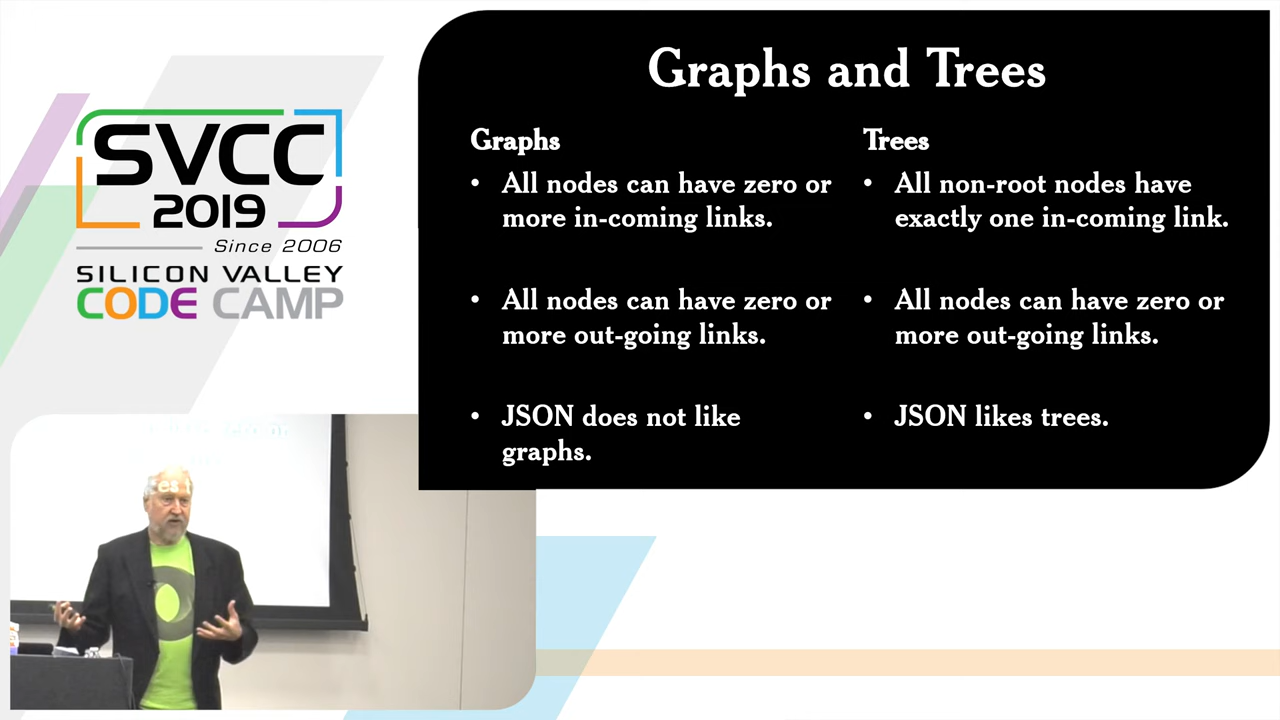 SVCC
2019
Since 2006
SILICON VALLEY
CODE CAMP
Graphs and Trees
Graphs
• All nodes can have zero or
more in-coming links.
• All nodes can have zero or
more out-going links.
• JSON does not like
graphs.
Trees
• All non-root nodes have
exactly one in-coming link.
• All nodes can have zero or
more out-going links.
• JSON likes trees.